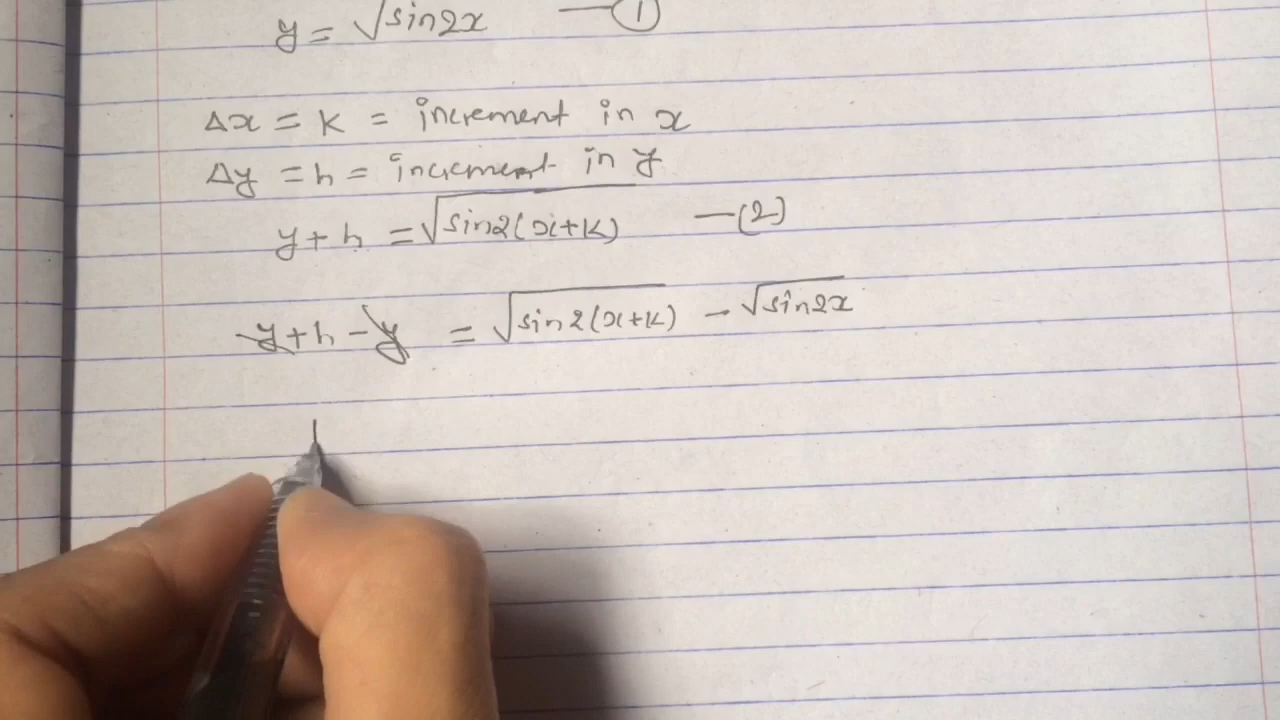 y = √sin2x — ①
Δx = k = increment in x
Δy = h = increment in y
y + h = √sin2(x+k) — (2)
y + h - y = √sin2(x+k) - √sin2x